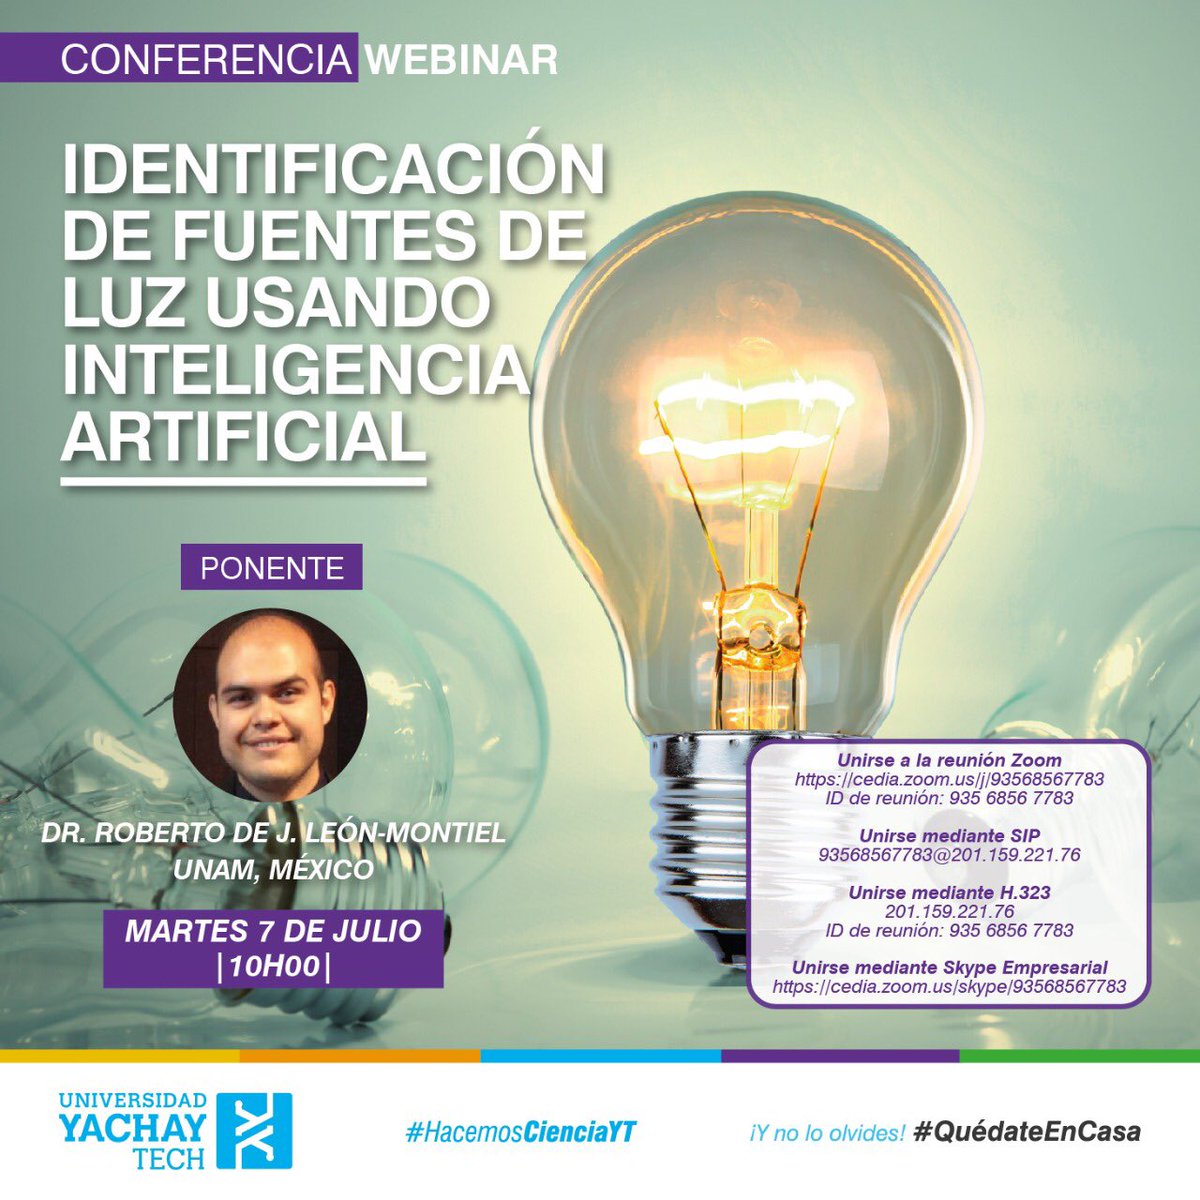 CONFERENCIA WEBINAR
IDENTIFICACIÓN
DE FUENTES DE
LUZ USANDO
INTELIGENCIA
ARTIFICIAL
PONENTE
DR. ROBERTO DE J. LEÓN-MONTIEL
UNAM, MÉXICO
MARTES 7 DE JULIO
|10H00|
Unirse a la reunión Zoom
https://cedia.zoom.us/j/93568567783
ID de reunión: 935 6856 7783
Unirse mediante SIP
93568567783@201.159.221.76
Unirse mediante H.323
201.159.221.76
ID de reunión: 935 6856 7783
Unirse mediante Skype Empresarial
https://cedia.zoom.us/skype/93568567783
UNIVERSIDAD
YACHAY
TECH
#HacemosCienciaYT
¡Y no lo olvides! #QuédateEnCasa